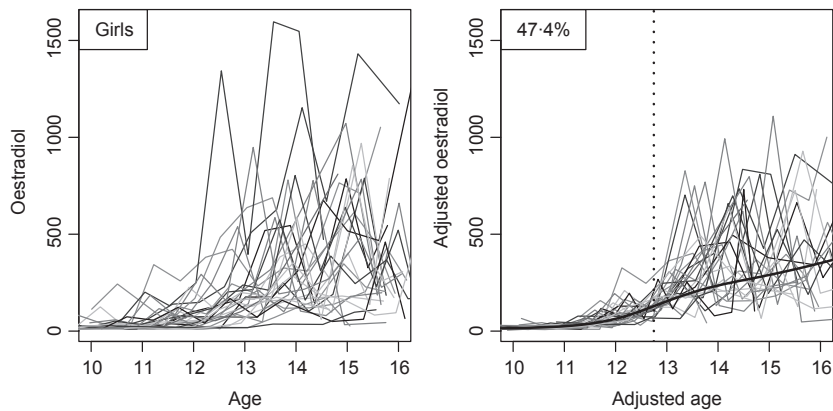 Girls
1500
1000
500
0
Oestradiol
10 11 12 13 14 15 16
Age
47·4%
1500
1000
500
0
Adjusted oestradiol
10 11 12 13 14 15 16
Adjusted age